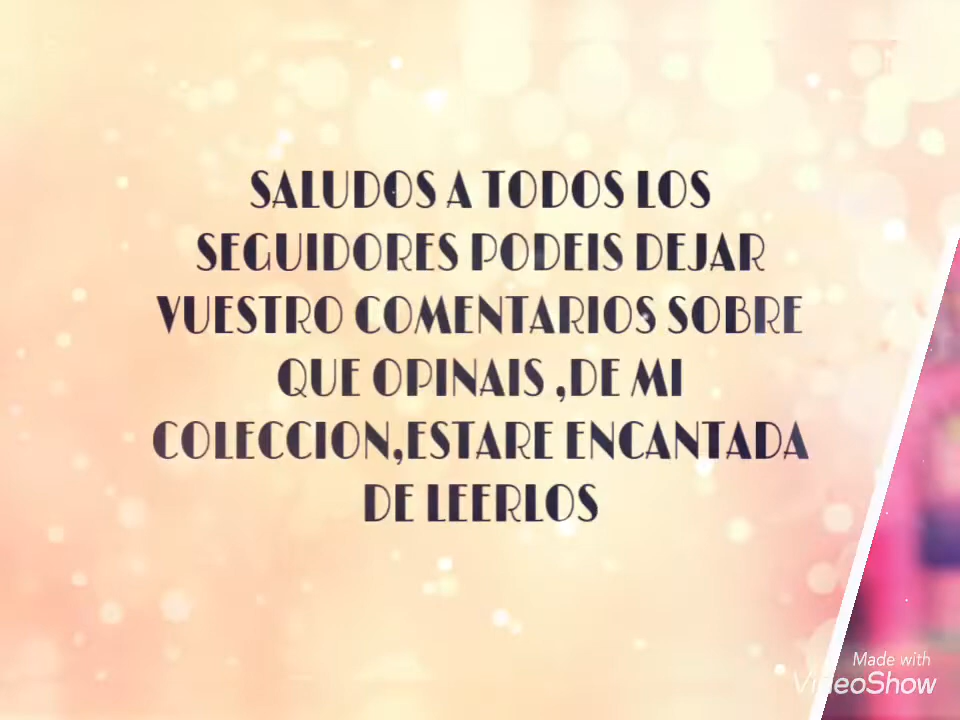 SALUDOS A TODOS LOS
SEGUIDORES PODEIS DEJAR
VUESTRO COMENTARIOS SOBRE
QUE OPINAIS ,DE MI
COLECCION,ESTARE ENCANTADA
DE LEERLOS
Made with
VideoShow